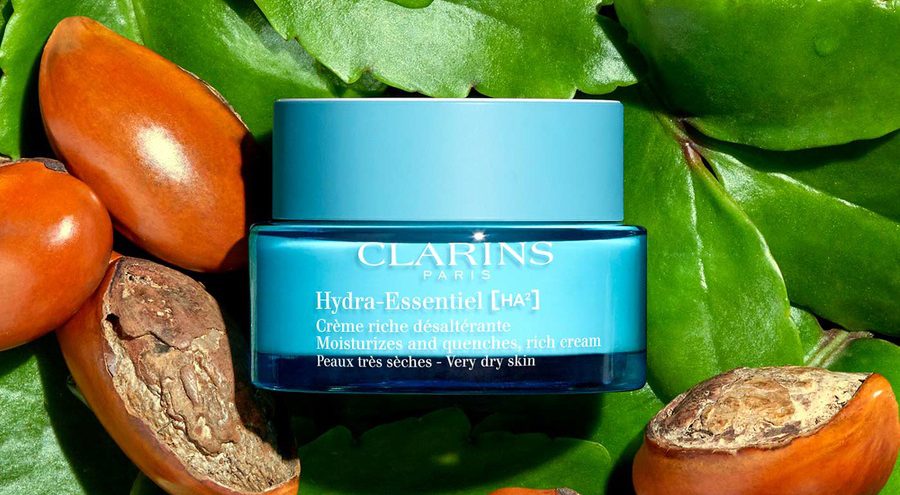 CLARINS
PARIS
Hydra-Essentiel [HA²]
Crème riche désaltérante
Moisturizes and quenches, rich cream
Peaux très sèches - Very dry skin